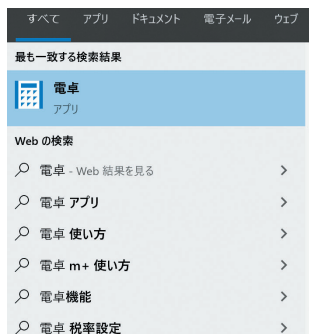 すべて アプリ ドキュメント 電子メール ウェブ
最も一致する検索結果
電卓
アプリ
Web の検索
電卓 - Web 結果を見る
電卓 アプリ
電卓 使い方
電卓 m+ 使い方
電卓機能
電卓 税率設定